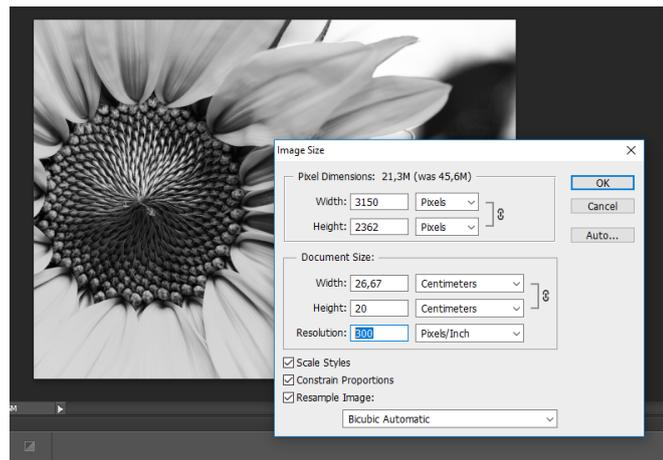 Image Size
Pixel Dimensions: 21,3M (was 45,6M)
Width: 3150 Pixels
Height: 2362 Pixels
OK
Cancel
Auto...
Document Size:
Width: 26,67 Centimeters
Height: 20 Centimeters
Resolution: 300 Pixels/Inch
Scale Styles
Constrain Proportions
Resample Image:
Bicubic Automatic